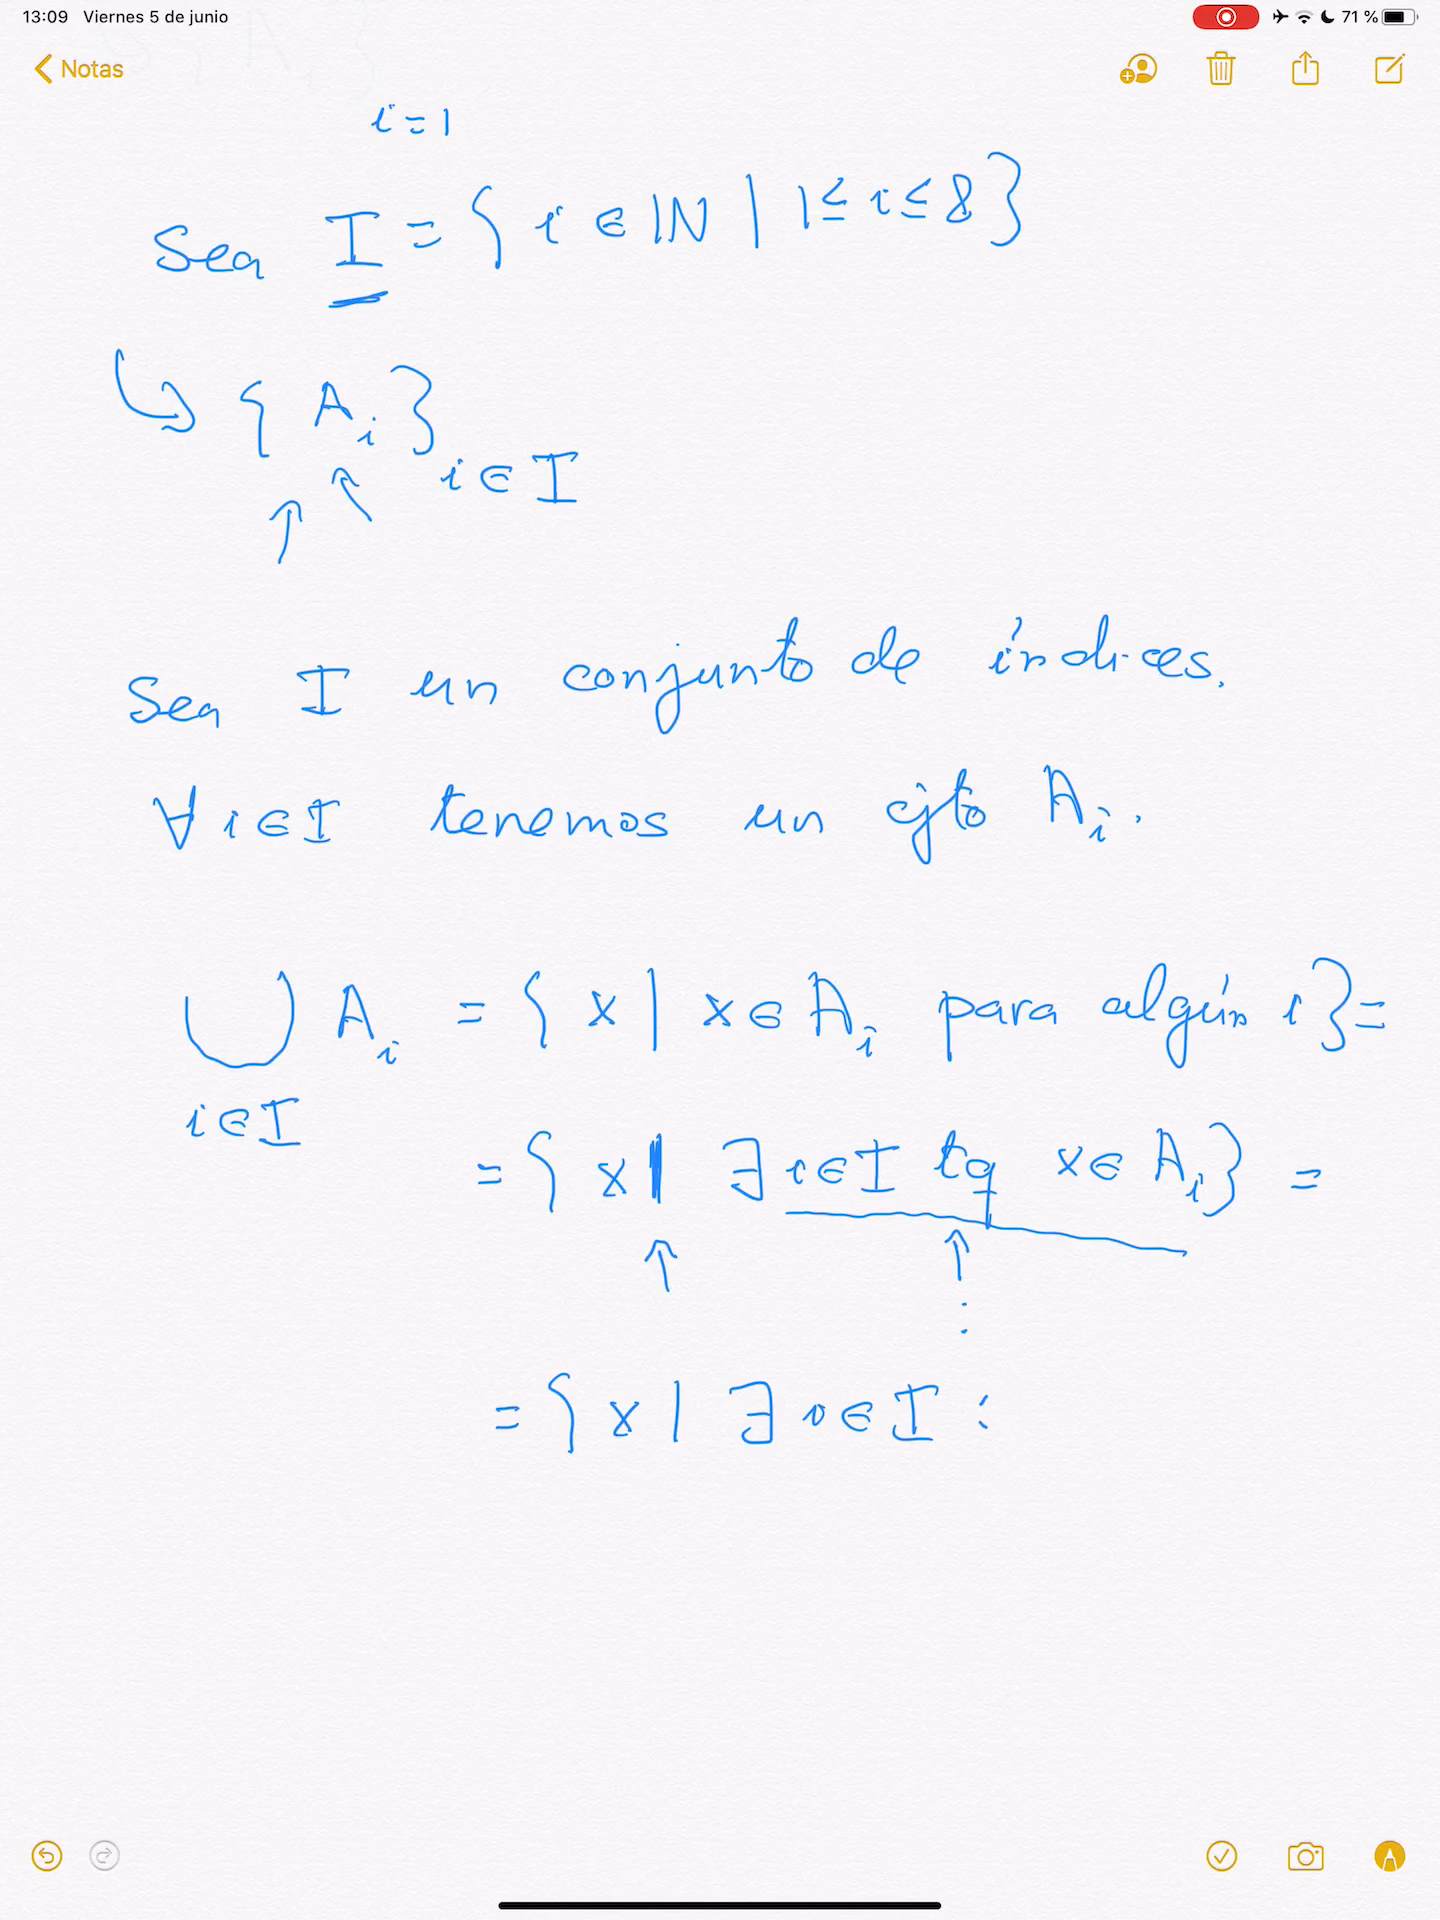 13:09 Viernes 5 de junio 71 %
Notas
i=1
Sea I = { i ∈ ℕ | 1 ≤ i ≤ 8 }
{ A_i }_{i ∈ I}
Sea I un conjunto de índices.
∀ i ∈ I tenemos un cjto A_i.
⋃_{i ∈ I} A_i = { x | x ∈ A_i para algún i } =
= { x | ∃ i ∈ I tq x ∈ A_i } =
:
= { x | ∃ i ∈ I :